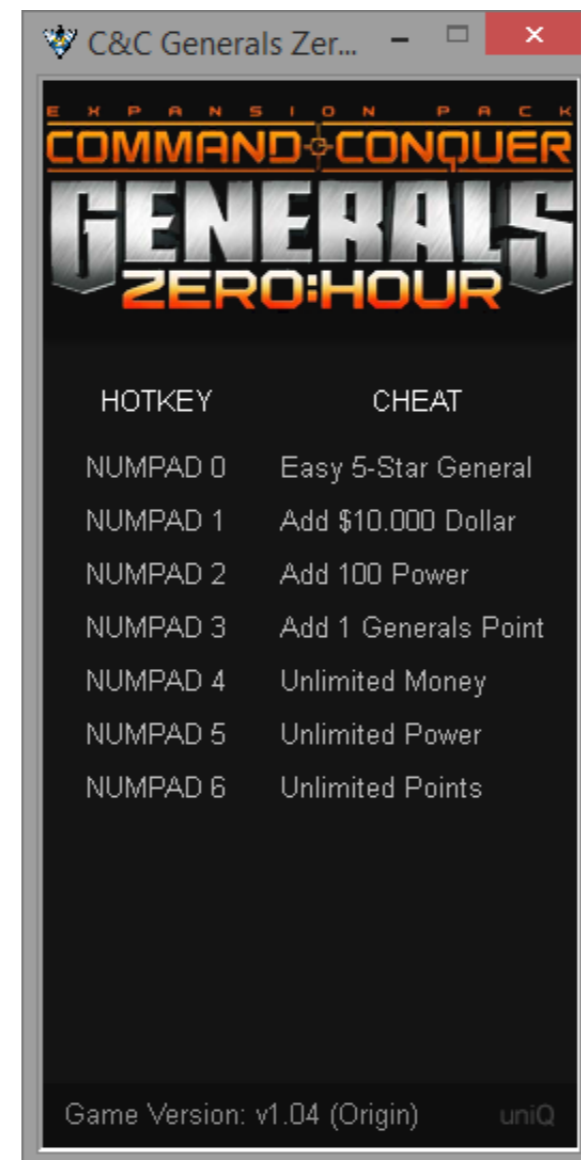 C&C Generals Zer...
EXPANSION PACK
COMMAND CONQUER
GENERALS
ZERO:HOUR
HOTKEY CHEAT
NUMPAD 0 Easy 5-Star General
NUMPAD 1 Add $10.000 Dollar
NUMPAD 2 Add 100 Power
NUMPAD 3 Add 1 Generals Point
NUMPAD 4 Unlimited Money
NUMPAD 5 Unlimited Power
NUMPAD 6 Unlimited Points
Game Version: v1.04 (Origin) uniQ